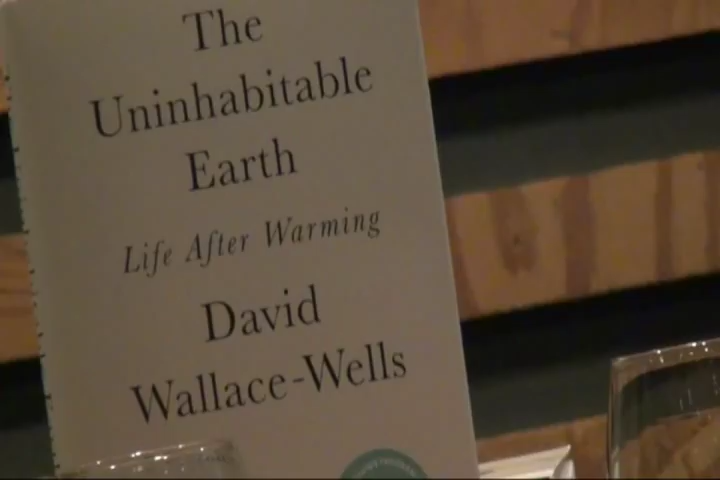 The
Uninhabitable
Earth
Life After Warming
David
Wallace-Wells